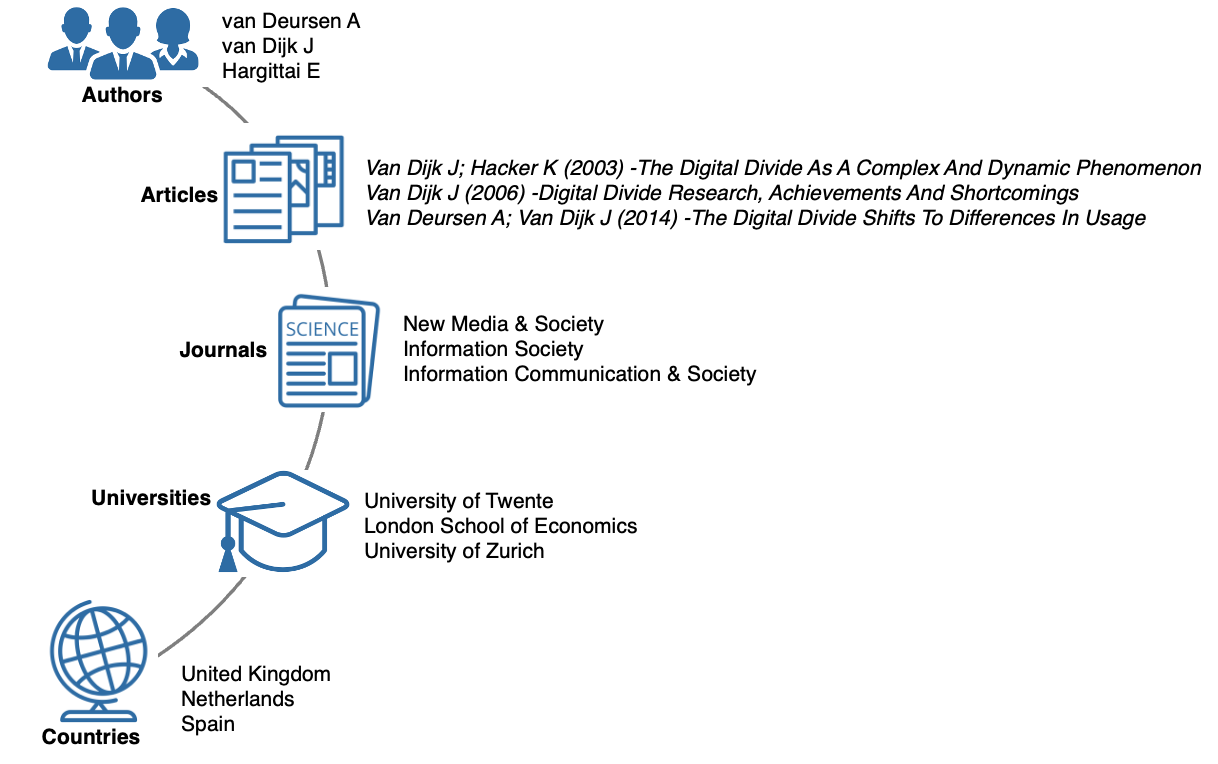 van Deursen A
van Dijk J
Hargittai E
Authors
Articles
Van Dijk J; Hacker K (2003) -The Digital Divide As A Complex And Dynamic Phenomenon
Van Dijk J (2006) -Digital Divide Research, Achievements And Shortcomings
Van Deursen A; Van Dijk J (2014) -The Digital Divide Shifts To Differences In Usage
Journals
SCIENCE
New Media & Society
Information Society
Information Communication & Society
Universities
University of Twente
London School of Economics
University of Zurich
United Kingdom
Netherlands
Spain
Countries